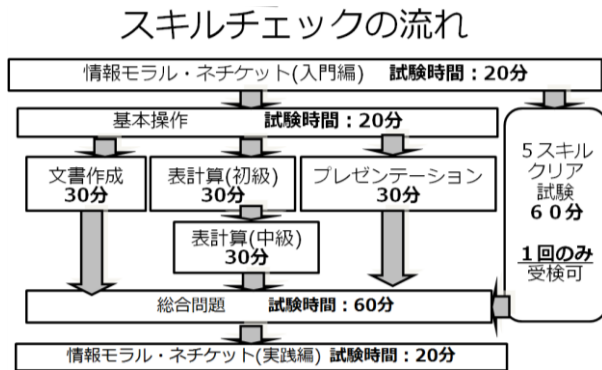 スキルチェックの流れ
情報モラル・ネチケット(入門編) 試験時間：20分
基本操作 試験時間：20分
文書作成
30分
表計算(初級)
30分
プレゼンテーション
30分
表計算(中級)
30分
5スキル
クリア
試験
６０分
１回のみ
受検可
総合問題 試験時間：60分
情報モラル・ネチケット(実践編) 試験時間：20分